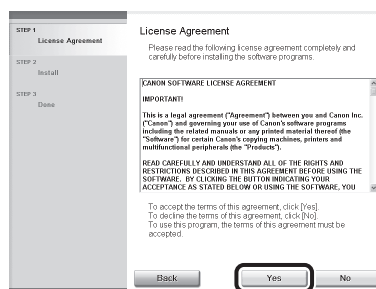 STEP 1
License Agreement
STEP 2
Install
STEP 3
Done
License Agreement
Please read the following license agreement completely and
carefully before installing the software programs.
CANON SOFTWARE LICENSE AGREEMENT
IMPORTANT!
This is a legal agreement ("Agreement") between you and Canon Inc.
("Canon") and governing your use of Canon's software programs
including the related manuals or any printed material thereof (the
"Software") for certain Canon's copying machines, printers and
multifunctional peripherals (the "Products").
READ CAREFULLY AND UNDERSTAND ALL OF THE RIGHTS AND
RESTRICTIONS DESCRIBED IN THIS AGREEMENT BEFORE USING THE
SOFTWARE. BY CLICKING THE BUTTON INDICATING YOUR
ACCEPTANCE AS STATED BELOW OR USING THE SOFTWARE, YOU
To accept the terms of this agreement, click [Yes].
To decline the terms of this agreement, click [No].
To use this program, the terms of this agreement must be
accepted.
Back
Yes
No